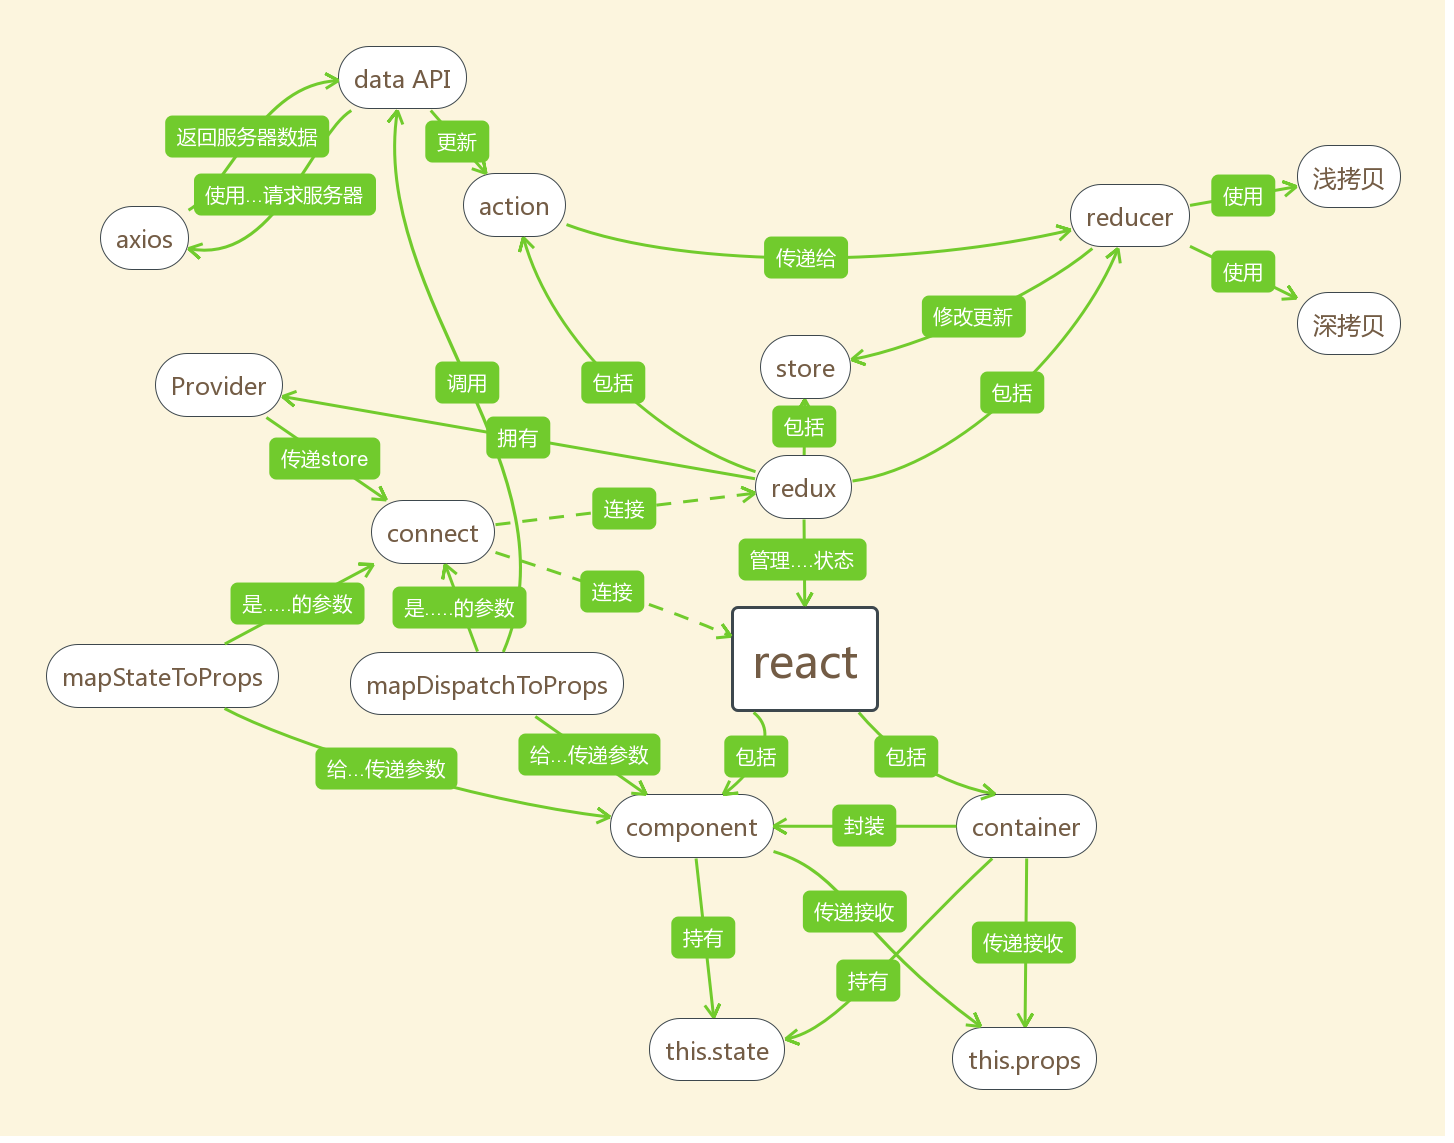 data API
返回服务器数据
更新
使用...请求服务器
axios
action
浅拷贝
使用
reducer
传递给
使用
修改更新
深拷贝
store
Provider
调用
包括
包括
包括
拥有
传递store
redux
连接
connect
管理....状态
连接
是.....的参数
是.....的参数
react
mapStateToProps
mapDispatchToProps
给...传递参数
给...传递参数
包括
包括
component
封装
container
传递接收
持有
传递接收
持有
this.state
this.props